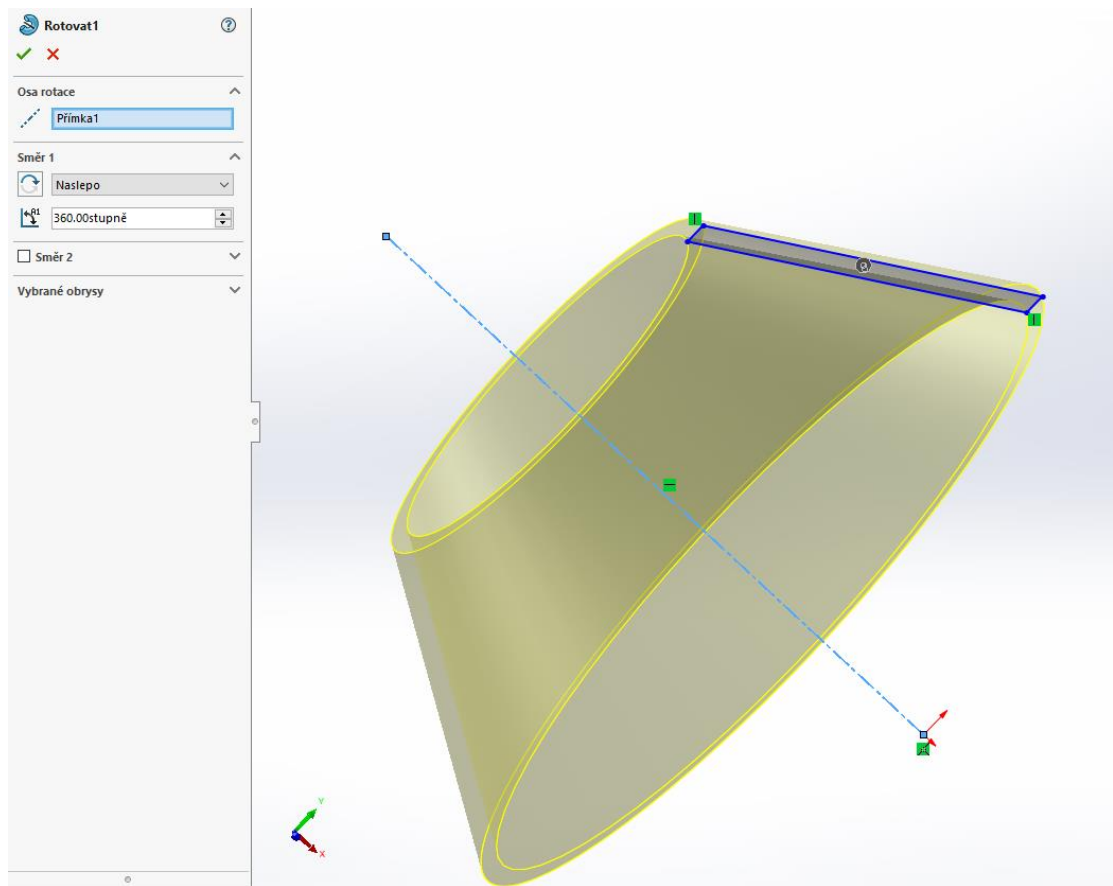 Rotovat1
Osa rotace
Přímka1
Směr 1
Naslepo
360.00stupně
Směr 2
Vybrané obrysy
Y
X